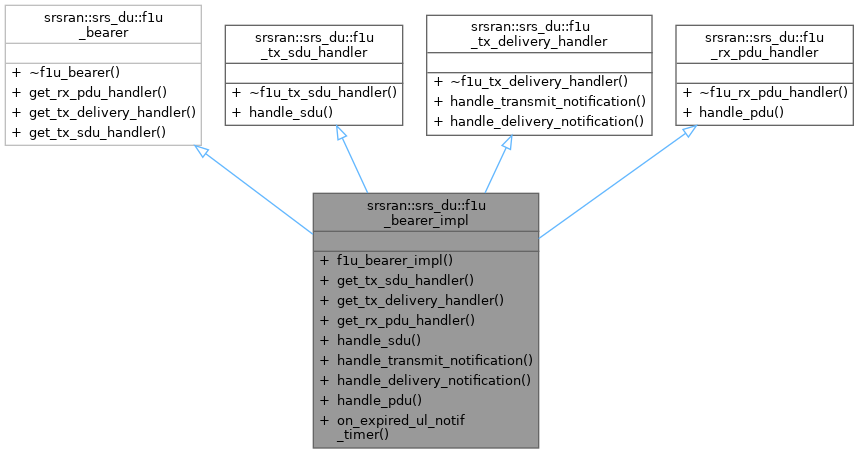 srsran::srs_du::f1u
_bearer
+ ~f1u_bearer()
+ get_rx_pdu_handler()
+ get_tx_delivery_handler()
+ get_tx_sdu_handler()
srsran::srs_du::f1u
_tx_sdu_handler
+ ~f1u_tx_sdu_handler()
+ handle_sdu()
srsran::srs_du::f1u
_tx_delivery_handler
+ ~f1u_tx_delivery_handler()
+ handle_transmit_notification()
+ handle_delivery_notification()
srsran::srs_du::f1u
_rx_pdu_handler
+ ~f1u_rx_pdu_handler()
+ handle_pdu()
srsran::srs_du::f1u
_bearer_impl
+ f1u_bearer_impl()
+ get_tx_sdu_handler()
+ get_tx_delivery_handler()
+ get_rx_pdu_handler()
+ handle_sdu()
+ handle_transmit_notification()
+ handle_delivery_notification()
+ handle_pdu()
+ on_expired_ul_notif
_timer()